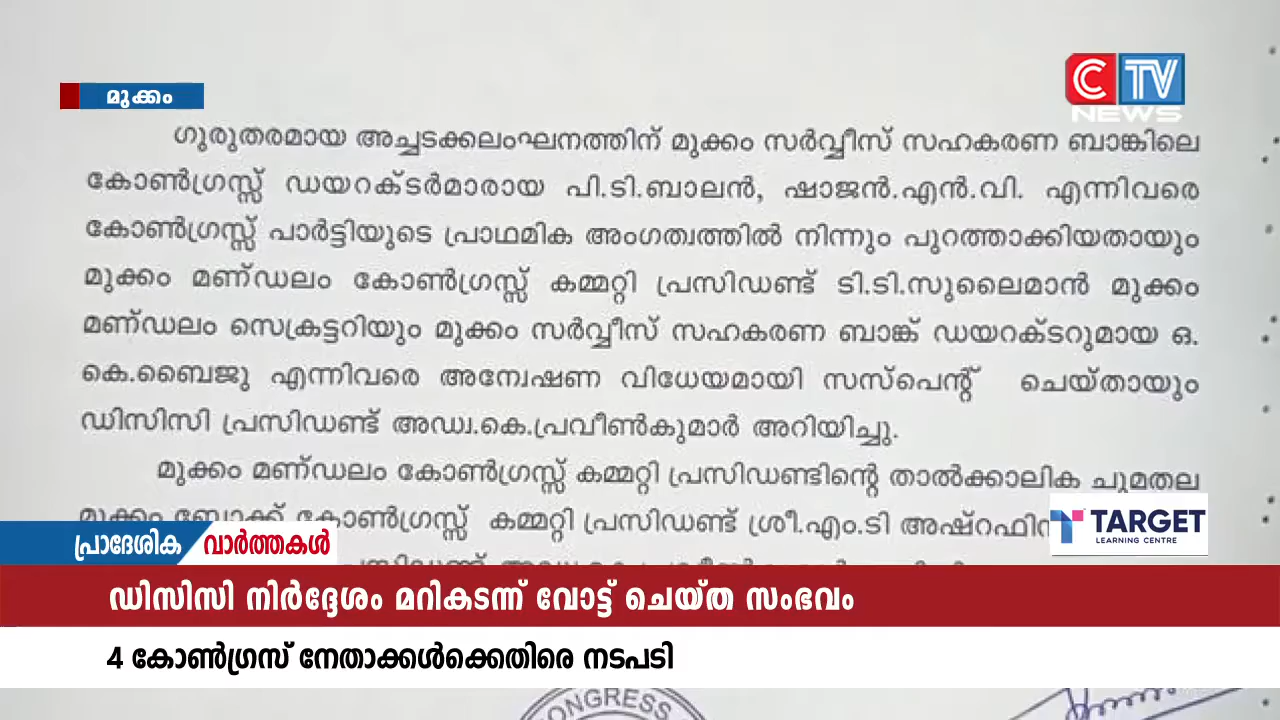 മുക്കം
C TV
NEWS
ഗുരുതരമായ അച്ചടക്കലംഘനത്തിന് മുക്കം സർവ്വീസ് സഹകരണ ബാങ്കിലെ
കോൺഗ്രസ്സ് ഡയറക്ടർമാരായ പി.ടി.ബാലൻ, ഷാജൻ.എൻ.വി. എന്നിവരെ
കോൺഗ്രസ്സ് പാർട്ടിയുടെ പ്രാഥമിക അംഗത്വത്തിൽ നിന്നും പുറത്താക്കിയതായും
മുക്കം മണ്ഡലം കോൺഗ്രസ്സ് കമ്മറ്റി പ്രസിഡണ്ട് ടി.ടി.സുലൈമാൻ മുക്കം
മണ്ഡലം സെക്രട്ടറിയും മുക്കം സർവ്വീസ് സഹകരണ ബാങ്ക് ഡയറക്ടറുമായ ഒ.
കെ.ബൈജു എന്നിവരെ അന്വേഷണ വിധേയമായി സസ്പെന്റ് ചെയ്തായും
ഡിസിസി പ്രസിഡണ്ട് അഡ്വ.കെ.പ്രവീൺകുമാർ അറിയിച്ചു.
മുക്കം മണ്ഡലം കോൺഗ്രസ്സ് കമ്മറ്റി പ്രസിഡണ്ടിന്റെ താൽക്കാലിക ചുമതല
മുക്കം ബ്ലോക്ക് കോൺഗ്രസ്സ് കമ്മറ്റി പ്രസിഡണ്ട് ശ്രീ.എം.ടി അഷ്റഫിന
TARGET
LEARNING CENTRE
പ്രാദേശിക വാർത്തകൾ
ഡിസിസി നിർദ്ദേശം മറികടന്ന് വോട്ട് ചെയ്ത സംഭവം
4 കോൺഗ്രസ് നേതാക്കൾക്കെതിരെ നടപടി
ONGRESS